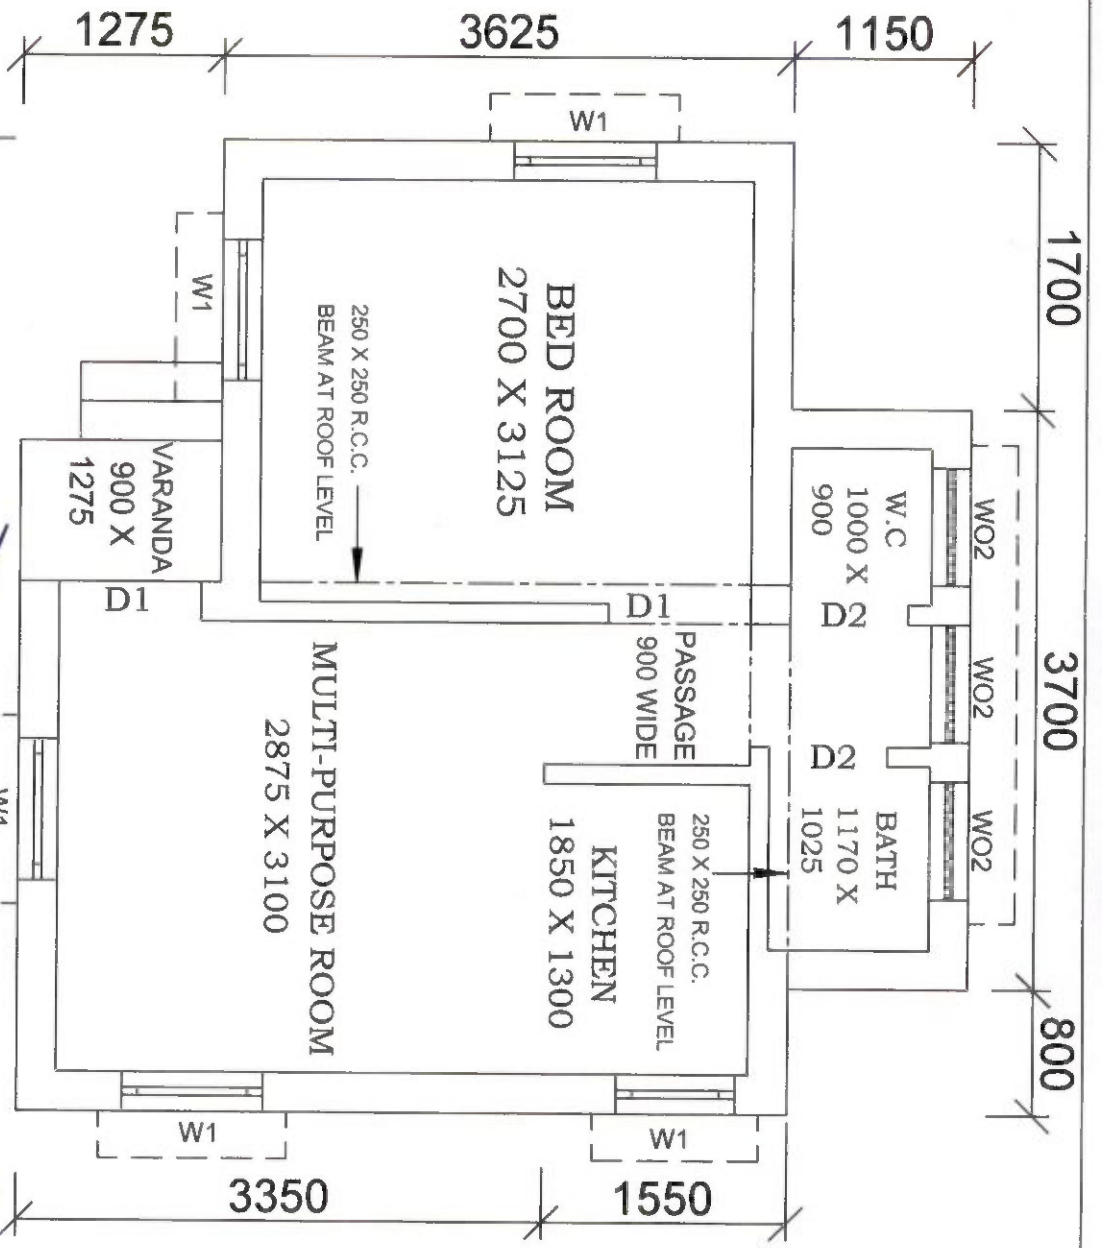 1275
3625
1150
1700
3700
800
3350
1550
W1
W1
BED ROOM
2700 X 3125
250 X 250 R.C.C.
BEAM AT ROOF LEVEL
VARANDA
900 X
1275
D1
D1
W.C
1000 X
900
D2
WO2
WO2
WO2
D2
BATH
1170 X
1025
PASSAGE
900 WIDE
250 X 250 R.C.C.
BEAM AT ROOF LEVEL
KITCHEN
1850 X 1300
MULTI-PURPOSE ROOM
2875 X 3100
W1
W1
W1